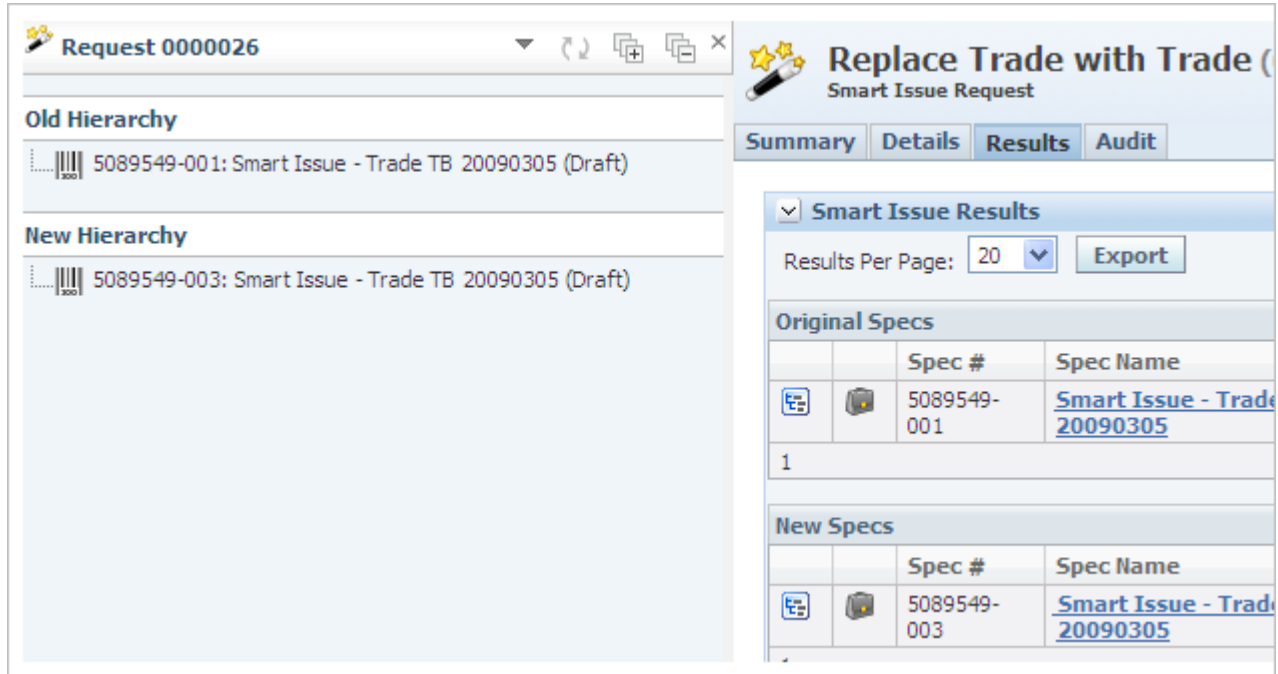 Request 0000026
Old Hierarchy
5089549-001: Smart Issue - Trade TB 20090305 (Draft)
New Hierarchy
5089549-003: Smart Issue - Trade TB 20090305 (Draft)
Replace Trade with Trade (
Smart Issue Request
Summary Details Results Audit
Smart Issue Results
Results Per Page: 20 Export
Original Specs
Spec # Spec Name
5089549- Smart Issue - Trade
001 20090305
1
New Specs
Spec # Spec Name
5089549- Smart Issue - Trade
003 20090305